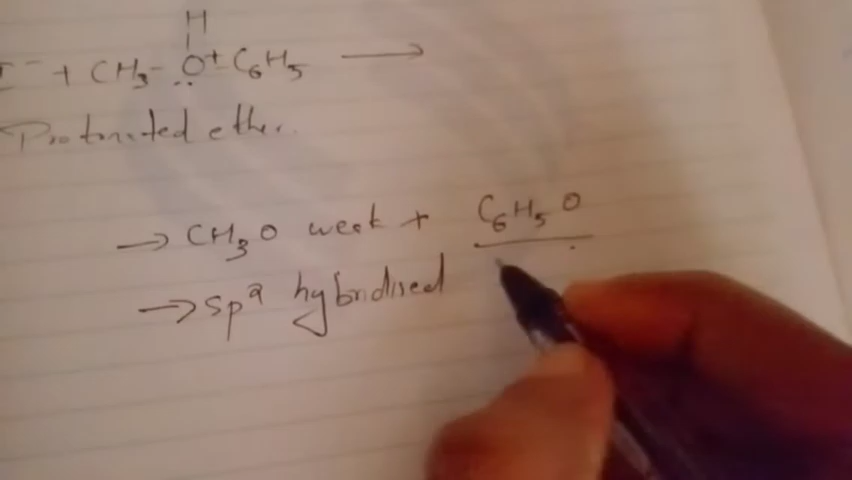 H
I⁻ + CH₃- O⁺- C₆H₅ ⟶
Protonated ether.
→ CH₃O weak + C₆H₅O
→ sp² hybridised